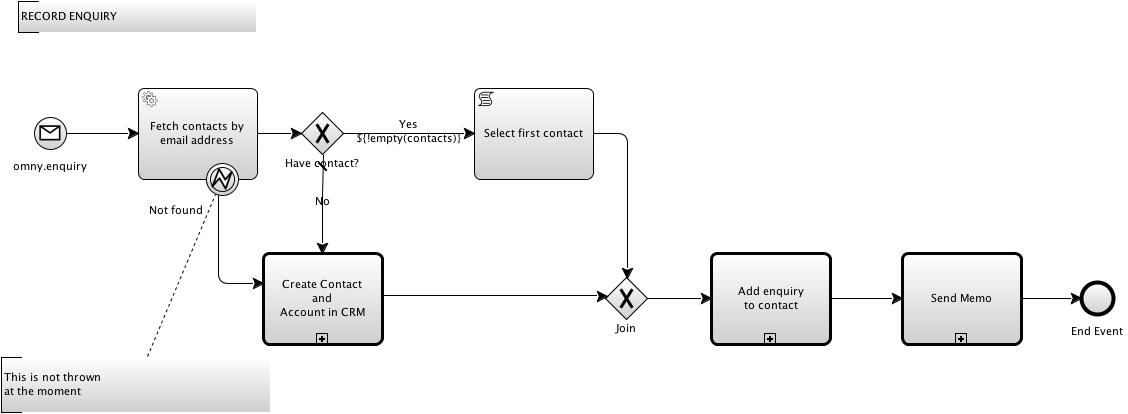 RECORD ENQUIRY
omny.enquiry
Fetch contacts by
email address
Have contact?
Yes
${!empty(contacts)}
Select first contact
Not found
No
Create Contact
and
Account in CRM
Join
Add enquiry
to contact
Send Memo
End Event
This is not thrown
at the moment